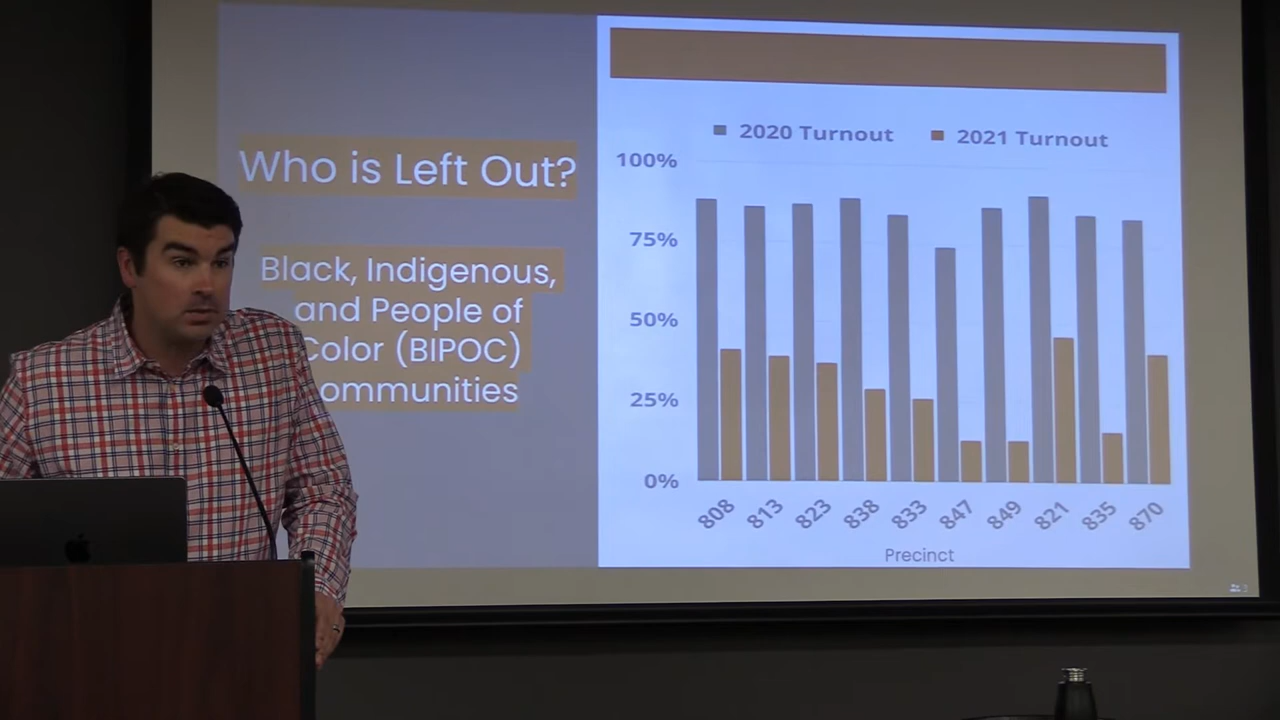 Who is Left Out?
Black, Indigenous,
and People of
Color (BIPOC)
ommunities
2020 Turnout
2021 Turnout
100%
75%
50%
25%
0%
808
813
823
838
833
847
849
821
835
870
Precinct